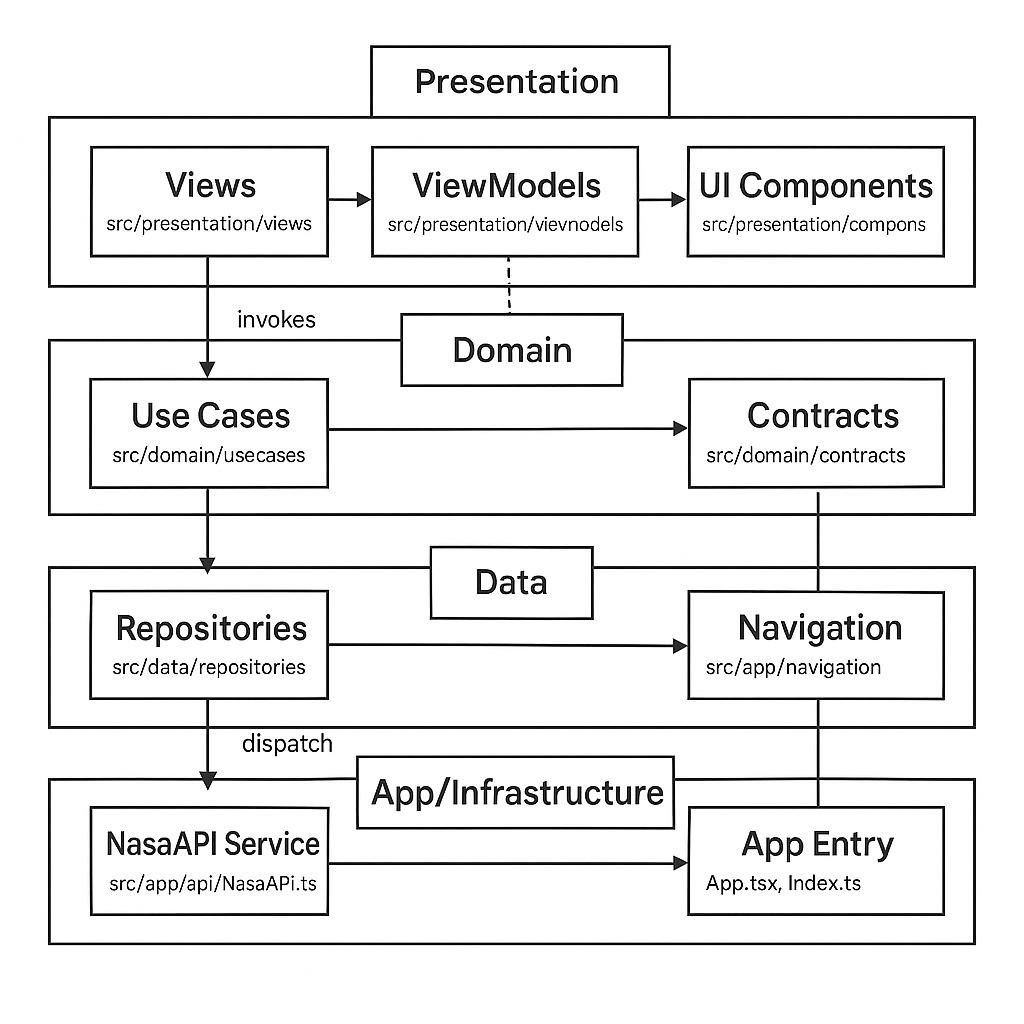 Presentation
Views
src/presentation/views
ViewModels
src/presentation/vievnodels
UI Components
src/presentation/compons
invokes
Domain
Use Cases
src/domain/usecases
Contracts
src/domain/contracts
Data
Repositories
src/data/repositories
Navigation
src/app/navigation
dispatch
App/Infrastructure
NasaAPI Service
src/app/api/NasaAPi.ts
App Entry
App.tsx, Index.ts